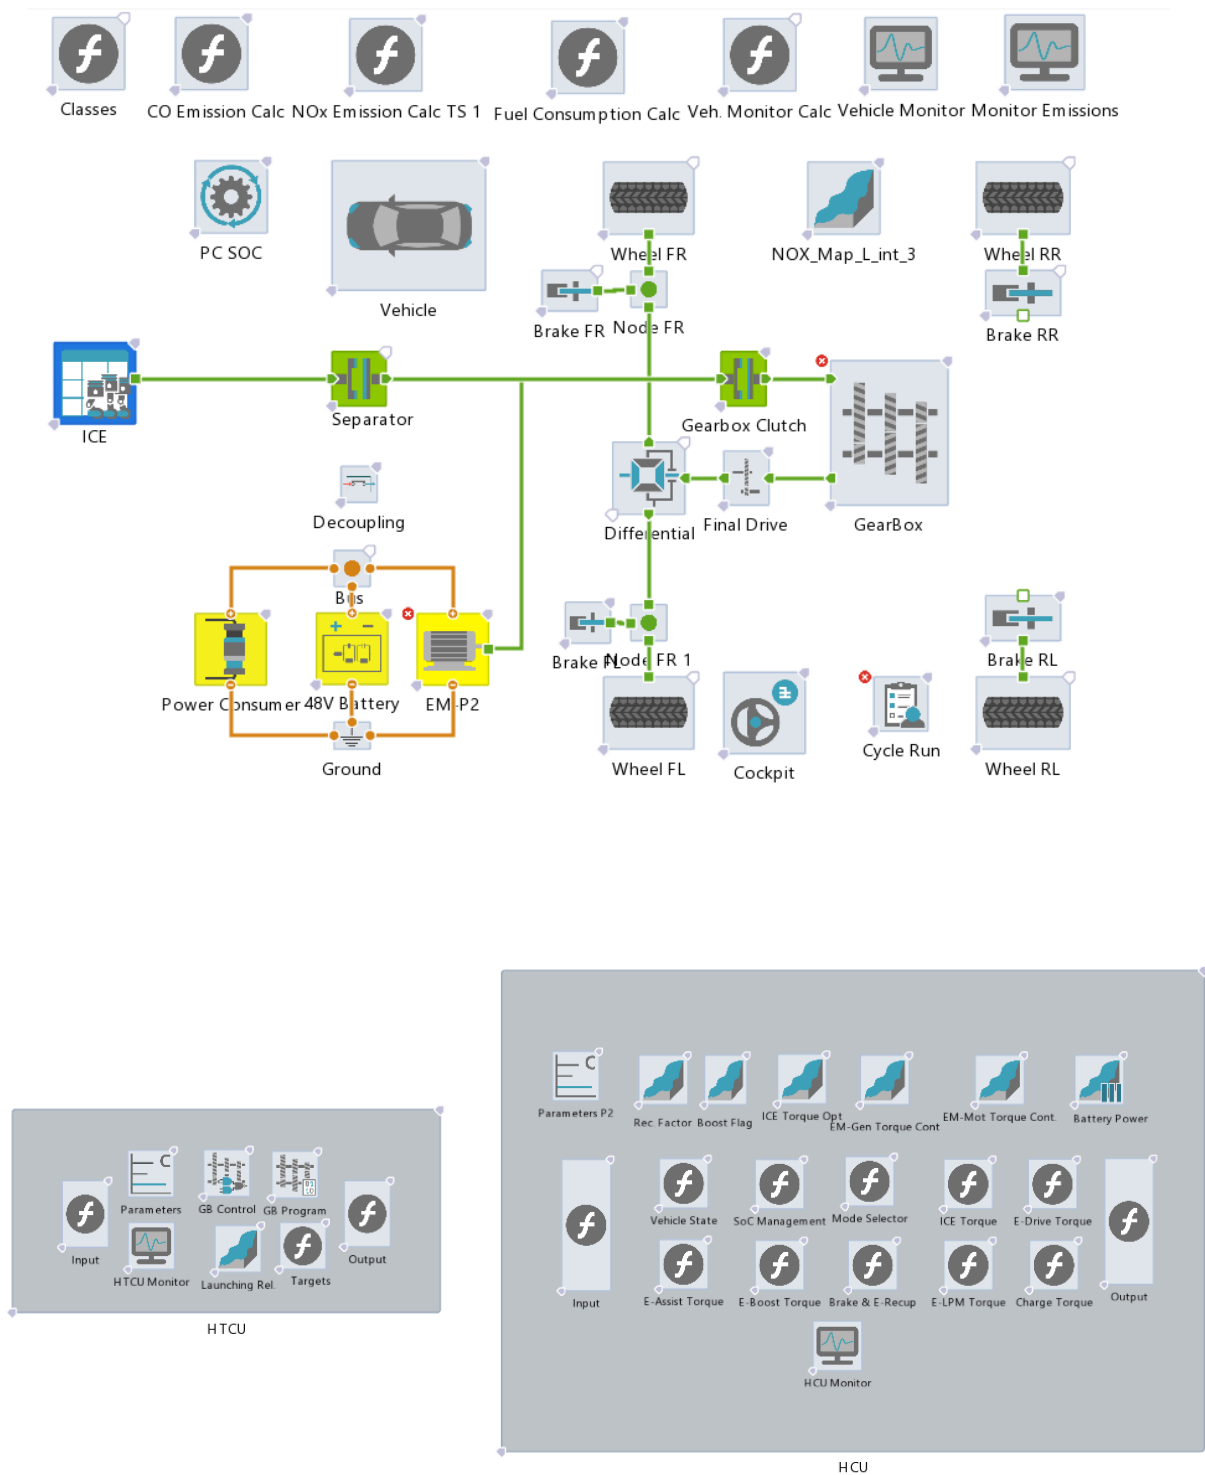 Classes
CO Emission Calc
NOx Emission Calc TS 1
Fuel Consumption Calc
Veh. Monitor Calc
Vehicle Monitor
Monitor Emissions
PC SOC
Vehicle
Wheel FR
NOX_Map_L_int_3
Wheel RR
Brake FR
Node FR
Brake RR
ICE
Separator
Gearbox Clutch
Decoupling
Differential
Final Drive
GearBox
Bus
Power Consumer
48V Battery
EM-P2
Brake FL
Node FR 1
Brake RL
Ground
Wheel FL
Cockpit
Cycle Run
Wheel RL
Parameters P2
Rec. Factor
Boost Flag
ICE Torque Opt
EM-Gen Torque Cont
EM-Mot Torque Cont.
Battery Power
Input
Vehicle State
SoC Management
Mode Selector
ICE Torque
E-Drive Torque
Output
E-Assist Torque
E-Boost Torque
Brake & E-Recup
E-LPM Torque
Charge Torque
HCU Monitor
HCU
Input
Parameters
GB Control
GB Program
Output
HTCU Monitor
Launching Rel.
Targets
HTCU